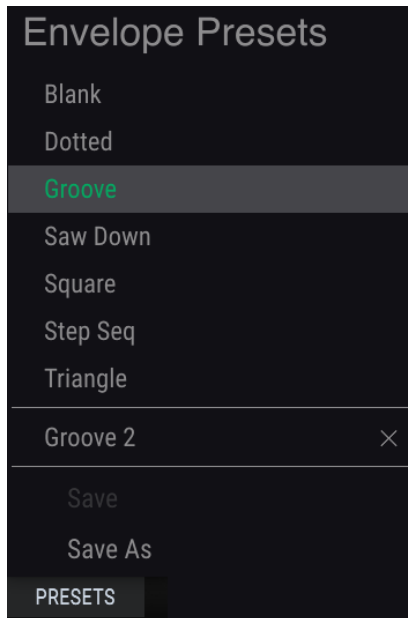 Envelope Presets
Blank
Dotted
Groove
Saw Down
Square
Step Seq
Triangle
Groove 2
Save
Save As
PRESETS